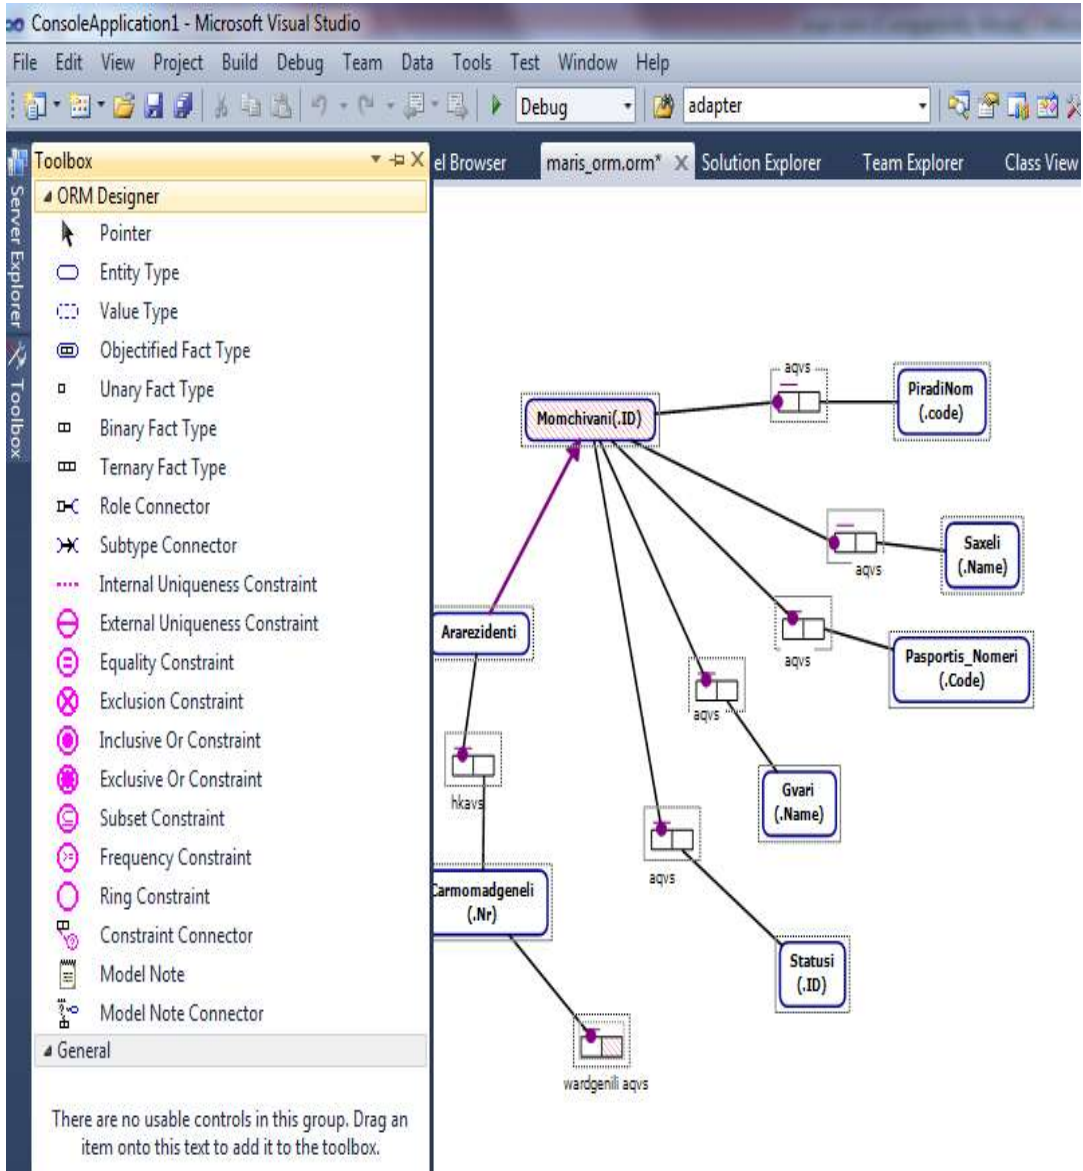 ConsoleApplication1 - Microsoft Visual Studio
File Edit View Project Build Debug Team Data Tools Test Window Help
Debug adapter
Server Explorer
Toolbox
Toolbox
el Browser maris_orm.orm* X Solution Explorer Team Explorer Class View
ORM Designer
Pointer
Entity Type
Value Type
Objectified Fact Type
Unary Fact Type
Binary Fact Type
Ternary Fact Type
Role Connector
Subtype Connector
Internal Uniqueness Constraint
External Uniqueness Constraint
Equality Constraint
Exclusion Constraint
Inclusive Or Constraint
Exclusive Or Constraint
Subset Constraint
Frequency Constraint
Ring Constraint
Constraint Connector
Model Note
Model Note Connector
General
There are no usable controls in this group. Drag an
item onto this text to add it to the toolbox.
aqvs
PiradiNom
(.code)
Momchivani(.ID)
Saxeli
(.Name)
aqvs
Ararezidenti
Pasportis_Nomeri
(.Code)
aqvs
aqvs
Gvari
(.Name)
hkavs
aqvs
Carmomadgeneli
(.Nr)
Statusi
(.ID)
wardgenili aqvs